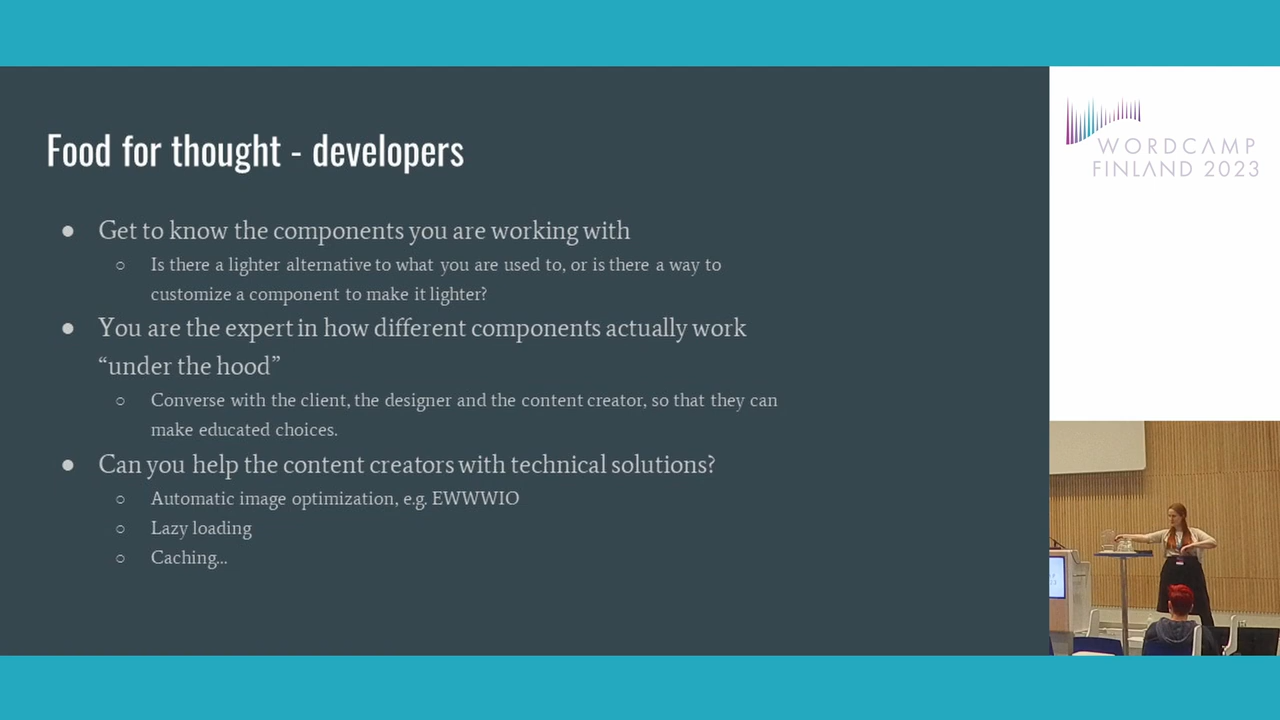 Food for thought - developers
● Get to know the components you are working with
○ Is there a lighter alternative to what you are used to, or is there a way to
customize a component to make it lighter?
● You are the expert in how different components actually work
“under the hood”
○ Converse with the client, the designer and the content creator, so that they can
make educated choices.
● Can you help the content creators with technical solutions?
○ Automatic image optimization, e.g. EWWWIO
○ Lazy loading
○ Caching...
WORDCAMP
FINLAND 2023